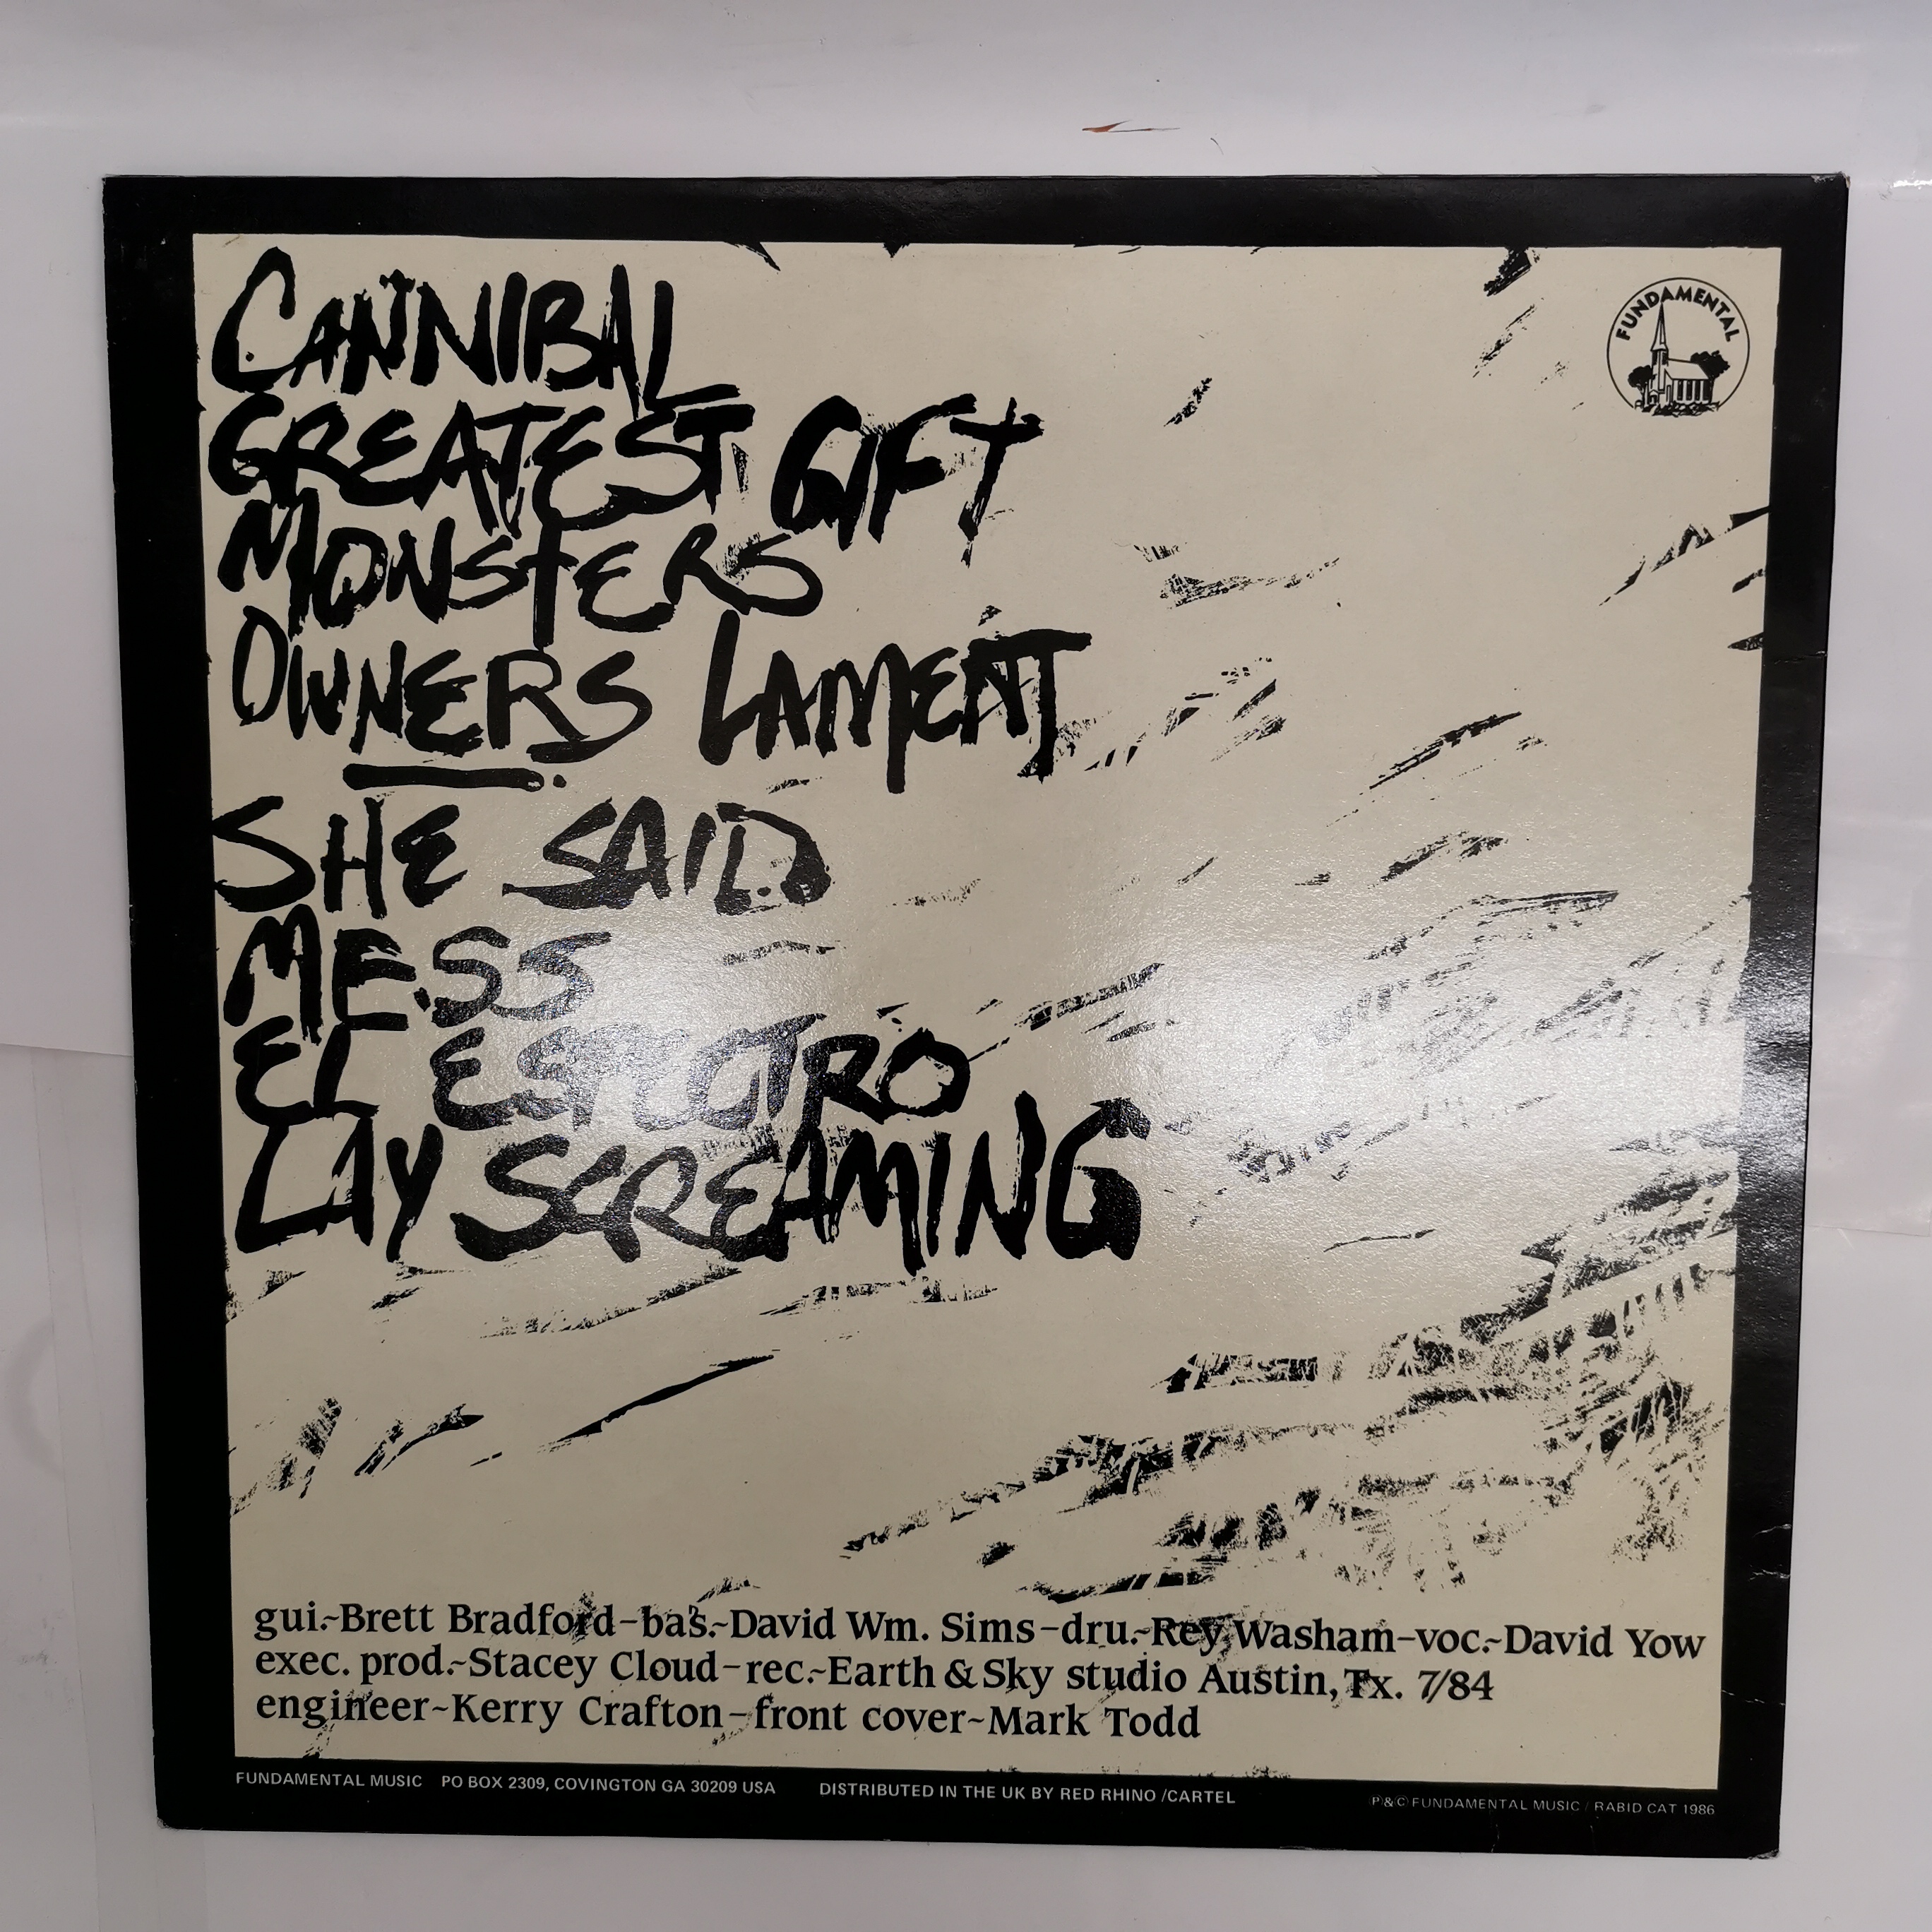 CANNIBAL
GREATEST GIFT
MONSTERS
OWNERS LAMENT
SHE SAID
MESS
EL ESPECTRO
LAY SCREAMING
FUNDAMENTAL
gui.~Brett Bradford–bas.~David Wm. Sims–dru.~Rey Washam–voc.~David Yow
exec. prod.~Stacey Cloud–rec.~Earth & Sky studio Austin, Tx. 7/84
engineer~Kerry Crafton–front cover~Mark Todd
FUNDAMENTAL MUSIC PO BOX 2309, COVINGTON GA 30209 USA DISTRIBUTED IN THE UK BY RED RHINO /CARTEL ℗&© FUNDAMENTAL MUSIC / RABID CAT 1986